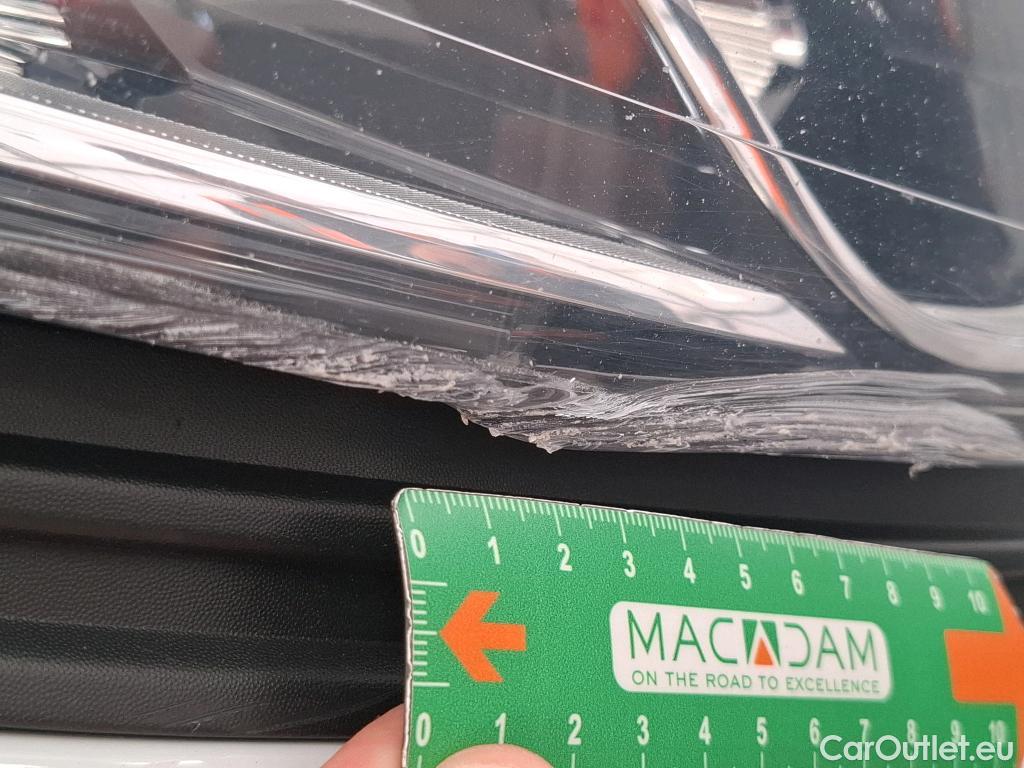 0 1 2 3 4 5 6 7 8 9 10
MACADAM
ON THE ROAD TO EXCELLENCE
0 1 2 3 4 5 6 7 8 9 10
CarOutlet.eu